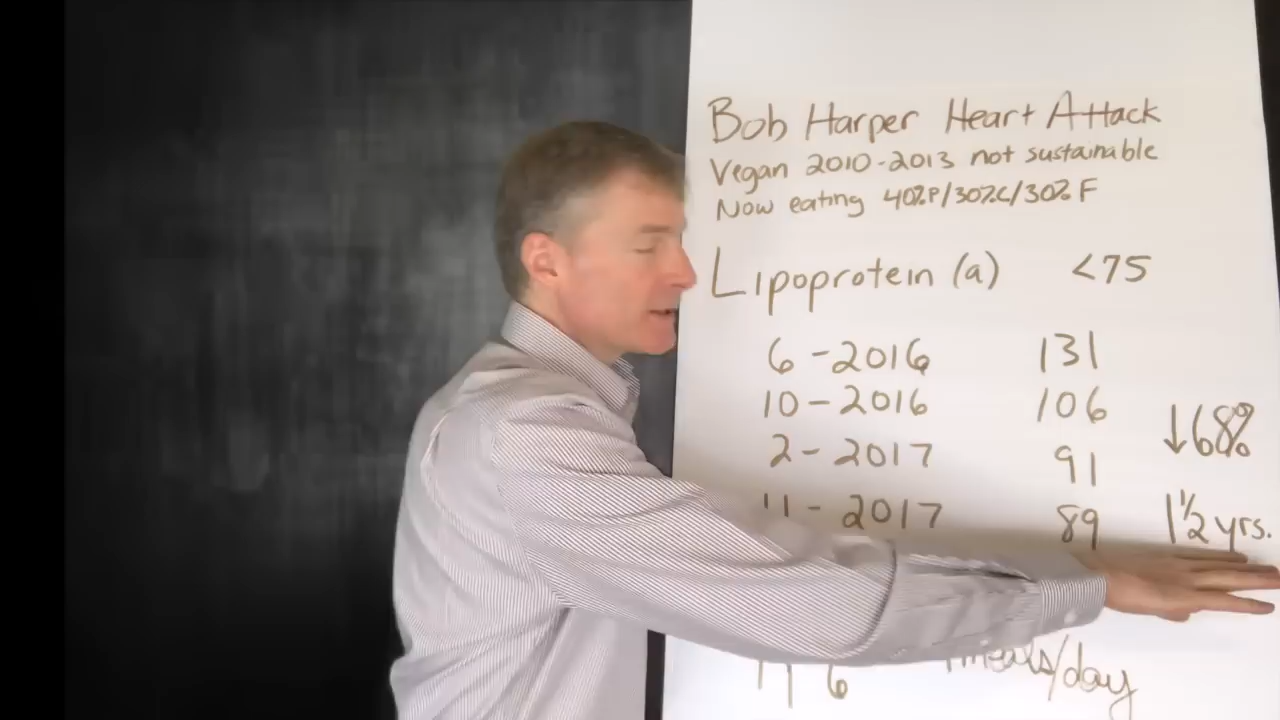 Bob Harper Heart Attack
Vegan 2010-2013 not sustainable
Now eating 40%P/30%C/30%F
Lipoprotein (a) <75
6-2016 131
10-2016 106
↓68%
2-2017 91
11-2017 89 1½ yrs.
meals/day